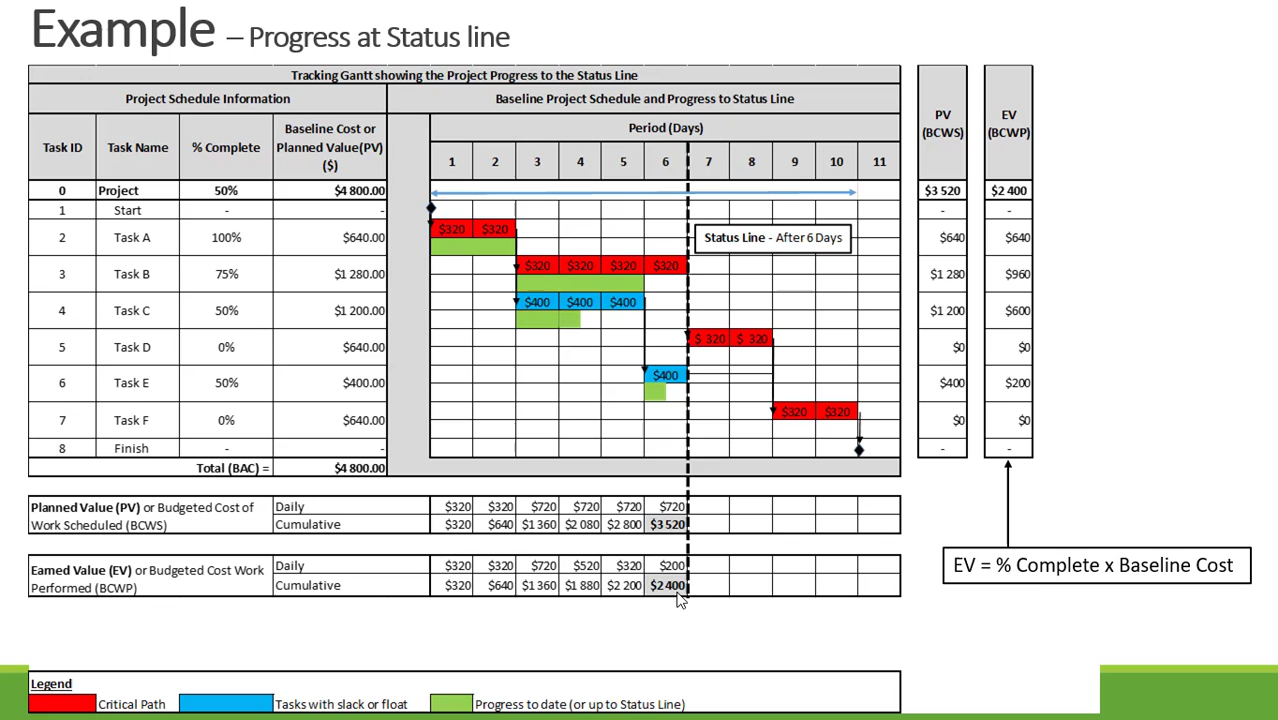 Example – Progress at Status line
Tracking Gantt showing the Project Progress to the Status Line
Project Schedule Information Baseline Project Schedule and Progress to Status Line
Task ID Task Name % Complete Baseline Cost or Planned Value(PV) ($) Period (Days) PV (BCWS) EV (BCWP)
1 2 3 4 5 6 7 8 9 10 11
0 Project 50% $4 800.00 $3 520 $2 400
1 Start - - - -
2 Task A 100% $640.00 $320 $320 Status Line - After 6 Days $640 $640
3 Task B 75% $1 280.00 $320 $320 $320 $320 $1 280 $960
4 Task C 50% $1 200.00 $400 $400 $400 $1 200 $600
5 Task D 0% $640.00 $ 320 $ 320 $0 $0
6 Task E 50% $400.00 $400 $400 $200
7 Task F 0% $640.00 $320 $320 $0 $0
8 Finish - - - -
Total (BAC) = $4 800.00
Planned Value (PV) or Budgeted Cost of Daily $320 $320 $720 $720 $720 $720
Work Scheduled (BCWS) Cumulative $320 $640 $1 360 $2 080 $2 800 $3 520
Earned Value (EV) or Budgeted Cost Work Daily $320 $320 $720 $520 $320 $200
Performed (BCWP) Cumulative $320 $640 $1 360 $1 880 $2 200 $2 400
EV = % Complete x Baseline Cost
Legend
Critical Path Tasks with slack or float Progress to date (or up to Status Line)